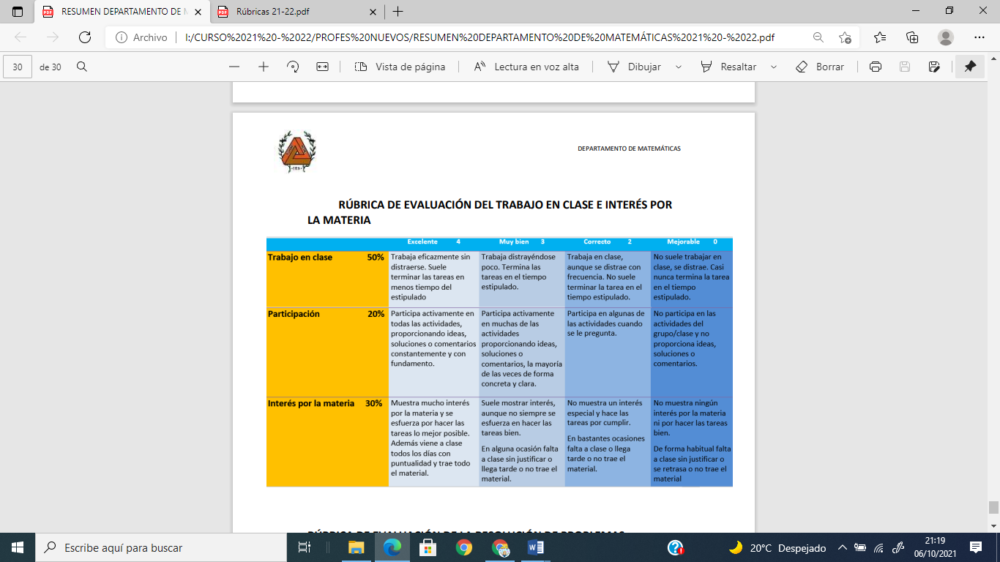 RESUMEN DEPARTAMENTO DE M
Rúbricas 21-22.pdf
Archivo
I:/CURSO%2021%20-%2022/PROFES%20NUEVOS/RESUMEN%20DEPARTAMENTO%20DE%20MATEMÁTICAS%2021%20-%2022.pdf
30
de 30
Vista de página
Lectura en voz alta
Dibujar
Resaltar
Borrar
IES
DEPARTAMENTO DE MATEMÁTICAS
RÚBRICA DE EVALUACIÓN DEL TRABAJO EN CLASE E INTERÉS POR
LA MATERIA
Excelente 4
Muy bien 3
Correcto 2
Mejorable 0
Trabajo en clase 50%
Trabaja eficazmente sin
distraerse. Suele
terminar las tareas en
menos tiempo del
estipulado
Trabaja distrayéndose
poco. Termina las
tareas en el tiempo
estipulado.
Trabaja en clase,
aunque se distrae con
frecuencia. No suele
terminar la tarea en el
tiempo estipulado.
No suele trabajar en
clase, se distrae. Casi
nunca termina la tarea
en el tiempo
estipulado.
Participación 20%
Participa activamente en
todas las actividades,
proporcionando ideas,
soluciones o comentarios
constantemente y con
fundamento.
Participa activamente
en muchas de las
actividades
proporcionando ideas,
soluciones o
comentarios, la mayoría
de las veces de forma
concreta y clara.
Participa en algunas de
las actividades cuando
se le pregunta.
No participa en las
actividades del
grupo/clase y no
proporciona ideas,
soluciones o
comentarios.
Interés por la materia 30%
Muestra mucho interés
por la materia y se
esfuerza por hacer las
tareas lo mejor posible.
Además viene a clase
todos los días con
puntualidad y trae todo
el material.
Suele mostrar interés,
aunque no siempre se
esfuerza en hacer las
tareas bien.
En alguna ocasión falta
a clase sin justificar o
llega tarde o no trae el
material.
No muestra un interés
especial y hace las
tareas por cumplir.
En bastantes ocasiones
falta a clase o llega
tarde o no trae el
material.
No muestra ningún
interés por la materia
ni por hacer las tareas
bien.
De forma habitual falta
a clase sin justificar o
se retrasa o no trae el
material
RÚBRICA DE EVALUACIÓN DE LA RESOLUCIÓN DE PROBLEMAS
Escribe aquí para buscar
20°C Despejado
21:19
06/10/2021